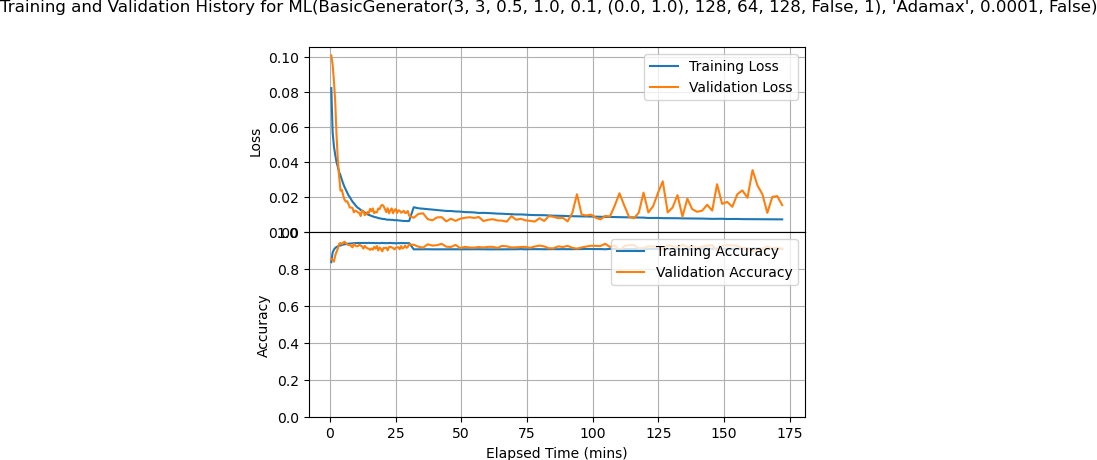 Training and Validation History for ML(BasicGenerator(3, 3, 0.5, 1.0, 0.1, (0.0, 1.0), 128, 64, 128, False, 1), 'Adamax', 0.0001, False)
0.10
0.08
0.06
0.04
0.02
0.00
Loss
Training Loss
Validation Loss
1.0
0.8
0.6
0.4
0.2
0.0
Accuracy
Training Accuracy
Validation Accuracy
0 25 50 75 100 125 150 175
Elapsed Time (mins)